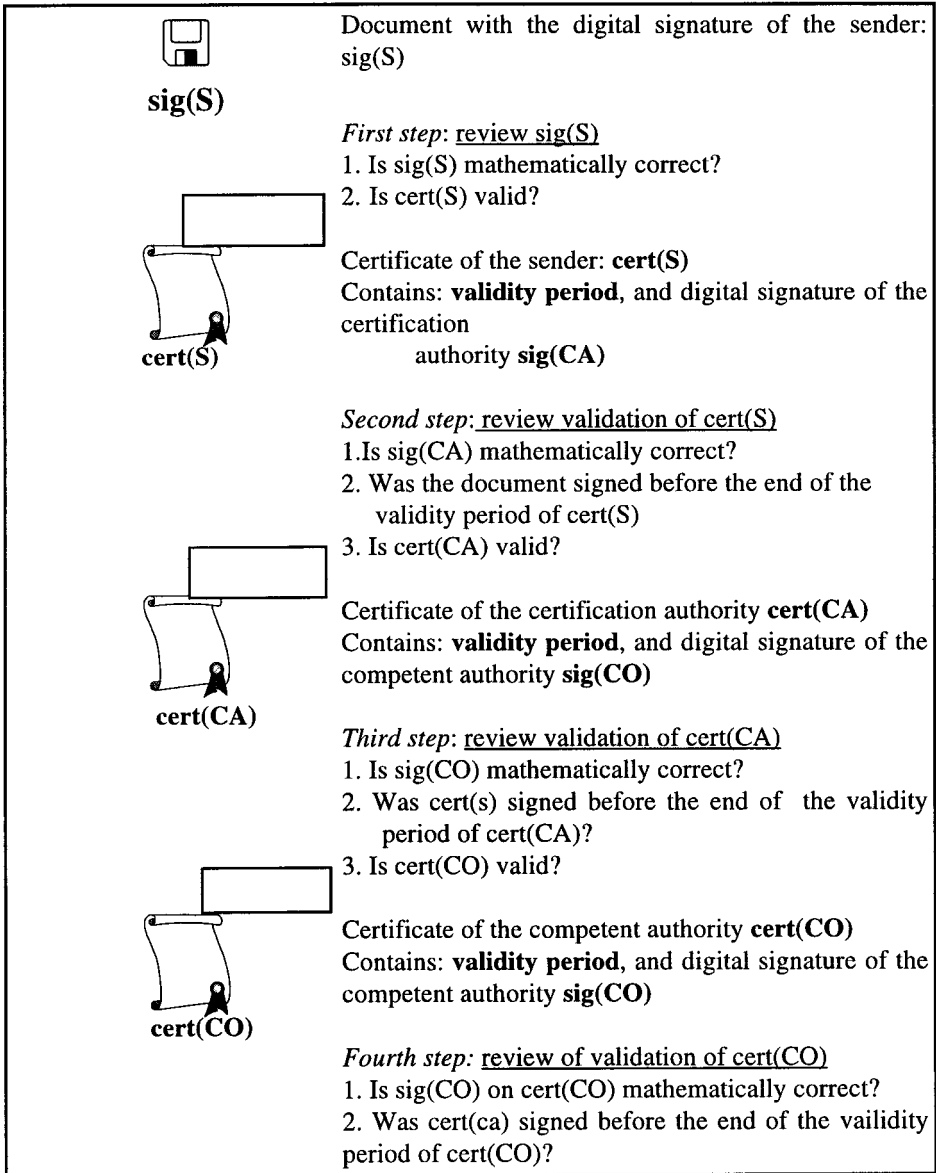 Document with the digital signature of the sender:
sig(S)
sig(S)
First step: review sig(S)
1. Is sig(S) mathematically correct?
2. Is cert(S) valid?
Certificate of the sender: cert(S)
Contains: validity period, and digital signature of the
certification
authority sig(CA)
cert(S)
Second step: review validation of cert(S)
1.Is sig(CA) mathematically correct?
2. Was the document signed before the end of the
validity period of cert(S)
3. Is cert(CA) valid?
Certificate of the certification authority cert(CA)
Contains: validity period, and digital signature of the
competent authority sig(CO)
cert(CA)
Third step: review validation of cert(CA)
1. Is sig(CO) mathematically correct?
2. Was cert(s) signed before the end of the validity
period of cert(CA)?
3. Is cert(CO) valid?
Certificate of the competent authority cert(CO)
Contains: validity period, and digital signature of the
competent authority sig(CO)
cert(CO)
Fourth step: review of validation of cert(CO)
1. Is sig(CO) on cert(CO) mathematically correct?
2. Was cert(ca) signed before the end of the vailidity
period of cert(CO)?